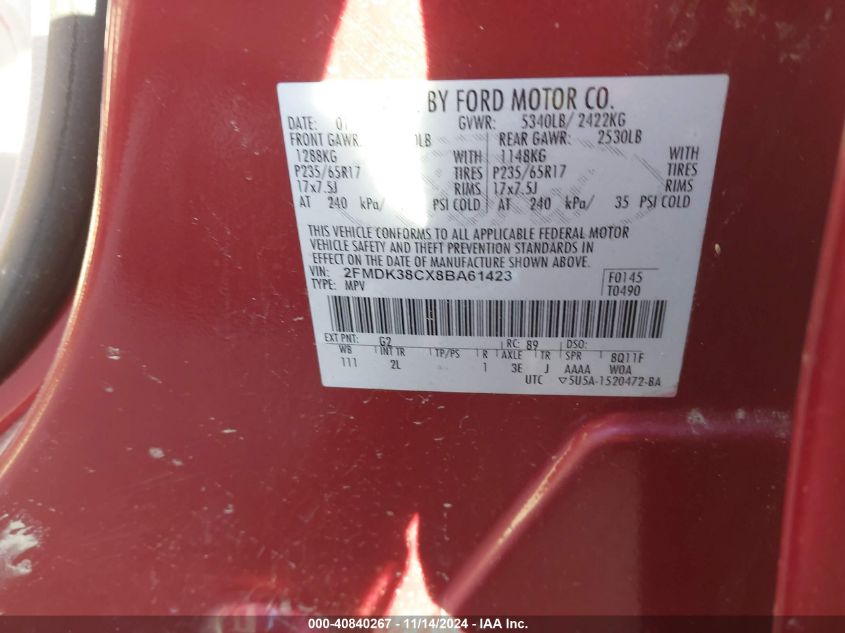 BY FORD MOTOR CO.
DATE: 01 GVWR: 5340LB/ 2422KG
FRONT GAWR: 0LB REAR GAWR: 2530LB
1288KG WITH 1148KG WITH
P235/65R17 TIRES P235/65R17 TIRES
17x7.5J RIMS 17x7.5J RIMS
AT 240 kPa/ PSI COLD AT 240 kPa/ 35 PSI COLD
THIS VEHICLE CONFORMS TO ALL APPLICABLE FEDERAL MOTOR
VEHICLE SAFETY AND THEFT PREVENTION STANDARDS IN
EFFECT ON THE DATE OF MANUFACTURE SHOWN ABOVE.
VIN: 2FMDK38CX8BA61423 F0145
TYPE: MPV T0490
EXT PNT: G2 RC: 89 DSO:
WB INT TR TP/PS R AXLE TR SPR 8Q11F
111 2L 1 3E J AAAA W0A
UTC ▽5U5A-1520472-BA
000-40840267 - 11/14/2024 - IAA Inc.